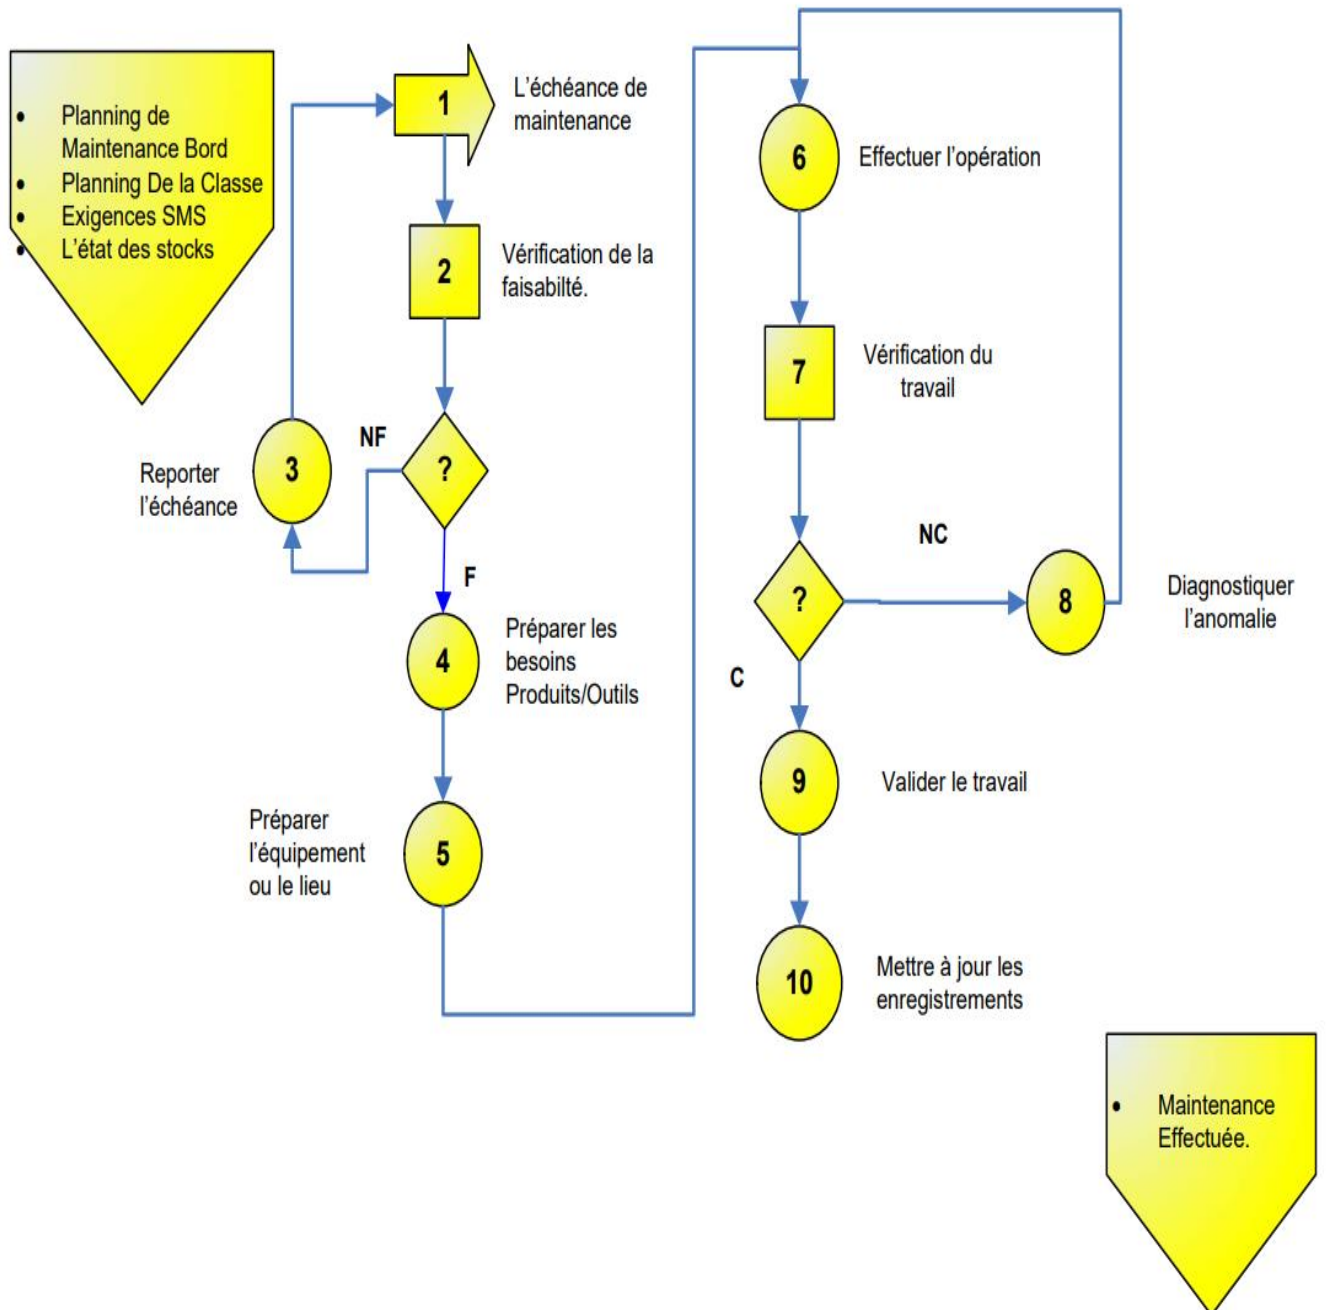 • Planning de
Maintenance Bord
• Planning De la Classe
• Exigences SMS
• L'état des stocks
1
L'échéance de
maintenance
2
Vérification de la
faisabilté.
?
NF
3
Reporter
l'échéance
F
4
Préparer les
besoins
Produits/Outils
5
Préparer
l'équipement
ou le lieu
6
Effectuer l'opération
7
Vérification du
travail
?
NC
8
Diagnostiquer
l'anomalie
C
9
Valider le travail
10
Mettre à jour les
enregistrements
• Maintenance
Effectuée.